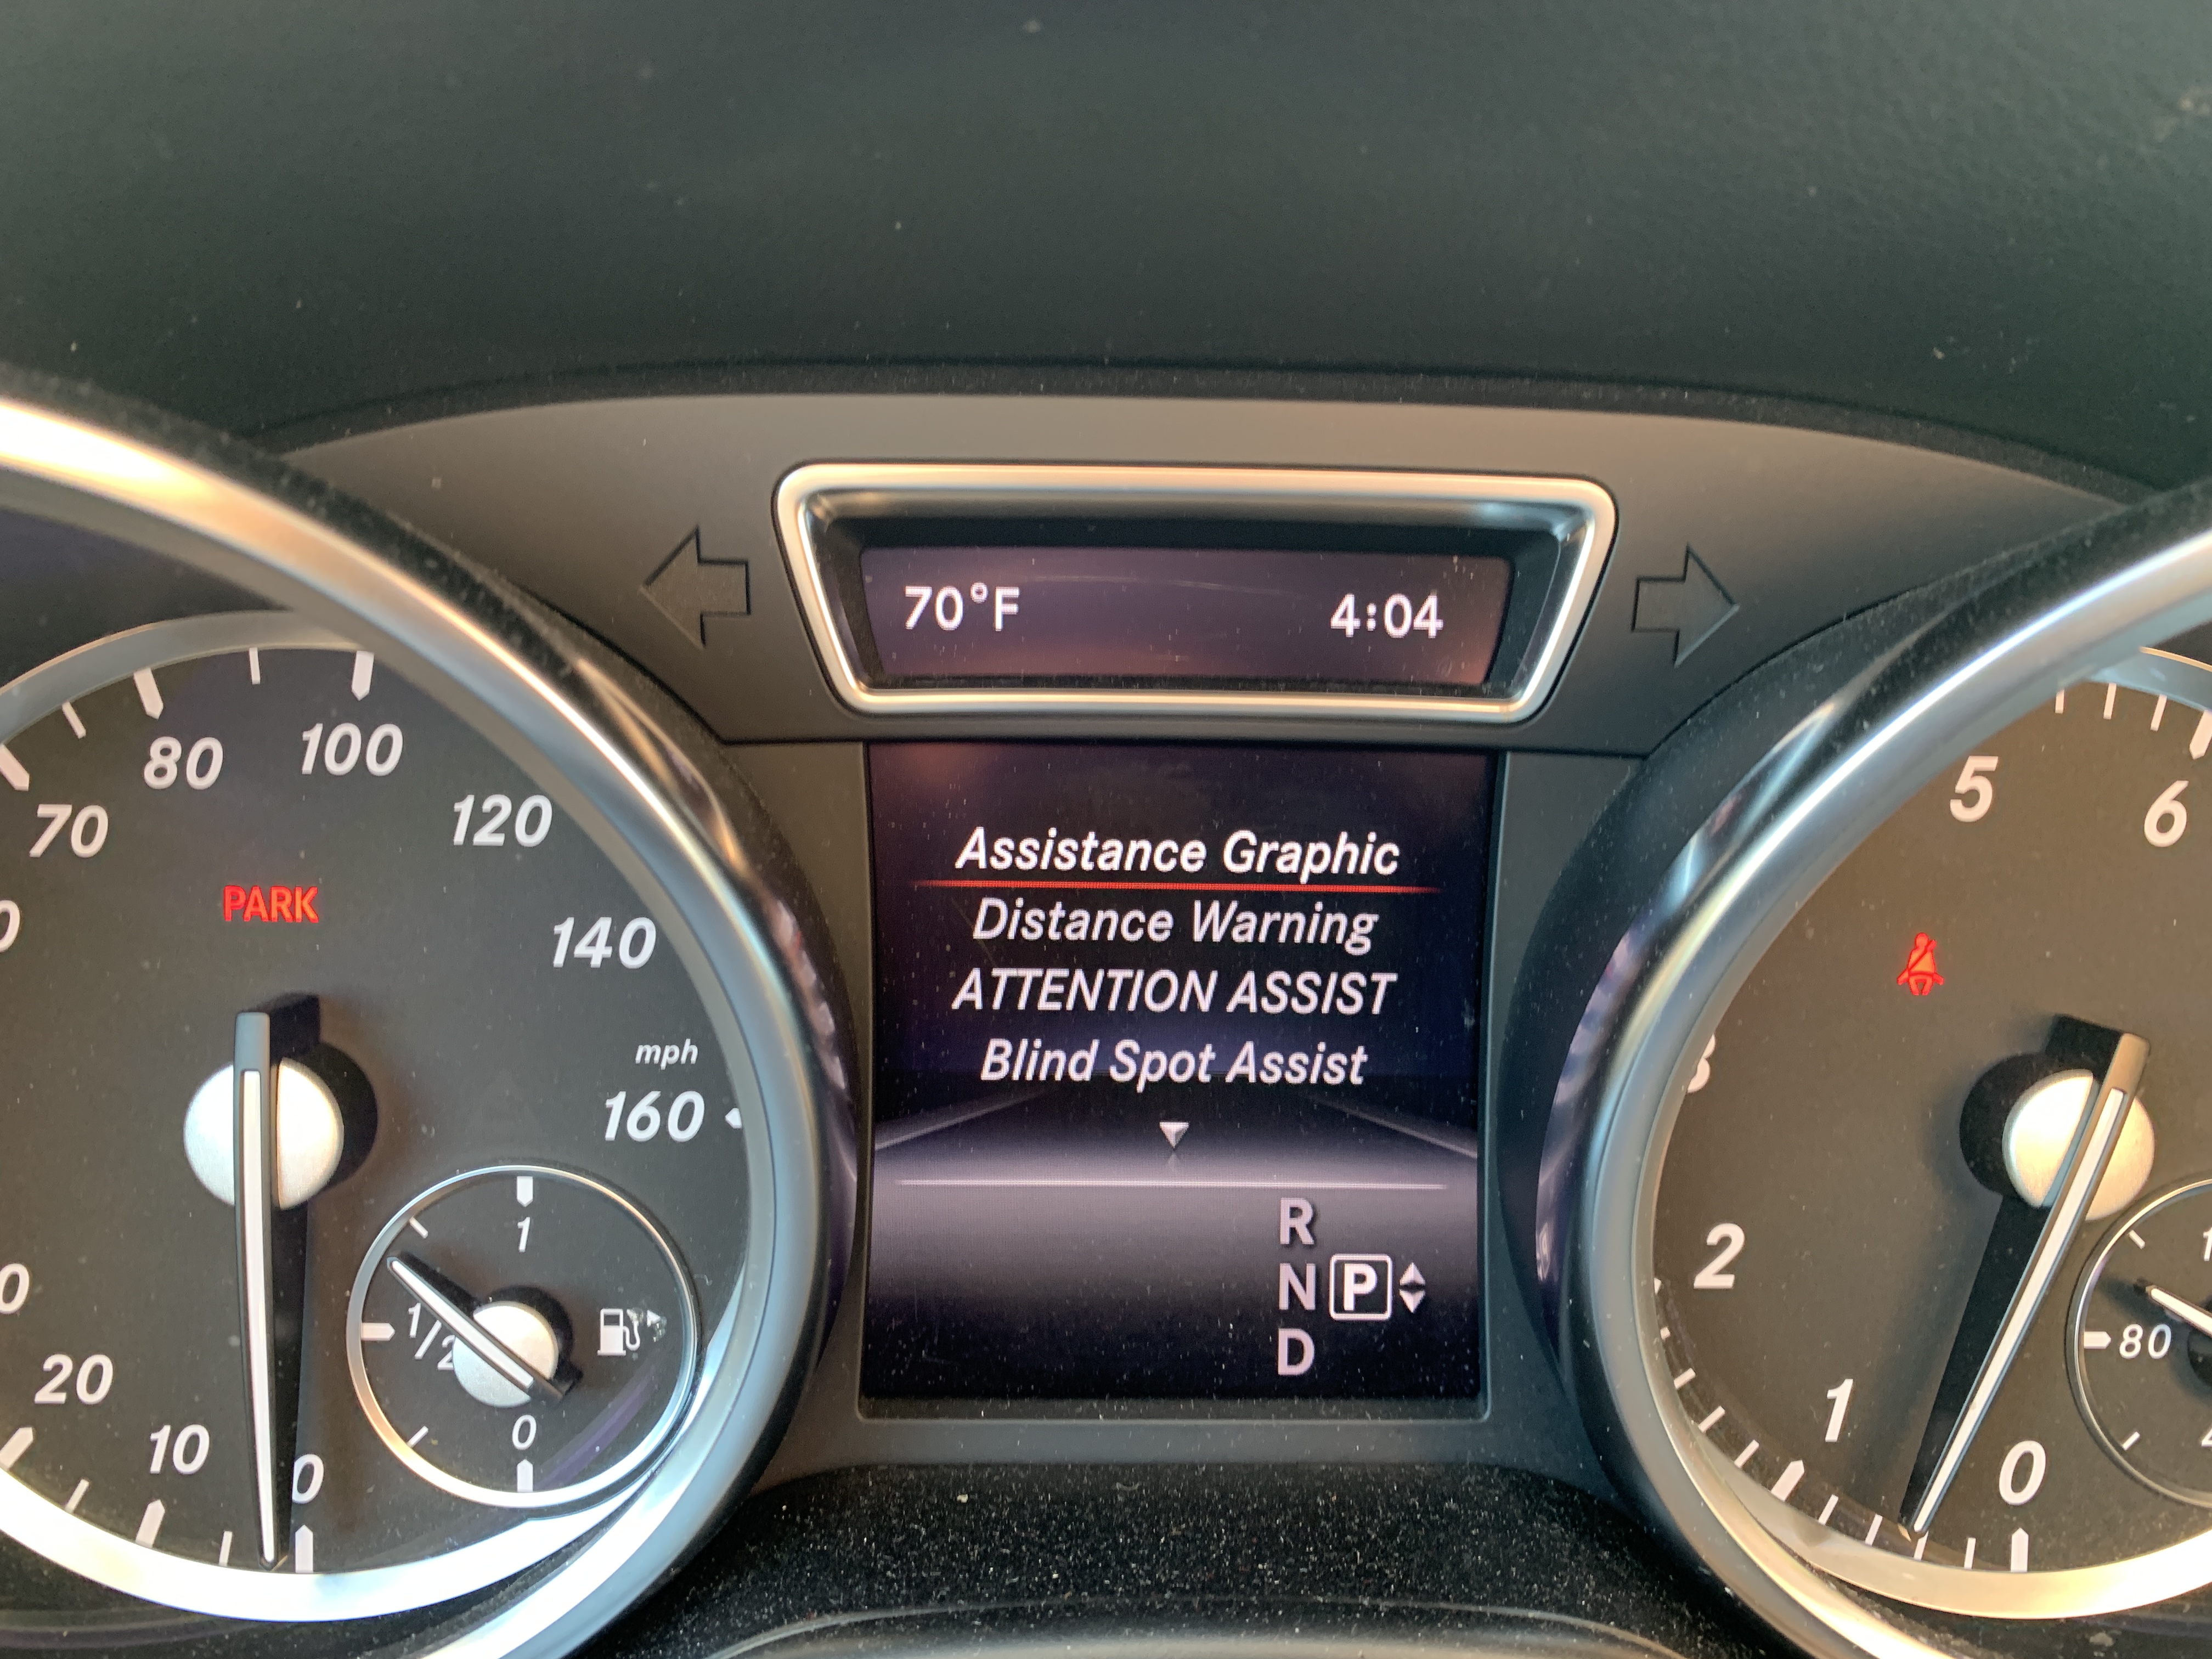 70°F 4:04
Assistance Graphic
Distance Warning
ATTENTION ASSIST
Blind Spot Assist
R
N P
D
70
80
100
120
140
mph
160
PARK
20
10
0
1
1/2
0
5
6
2
1
0
80